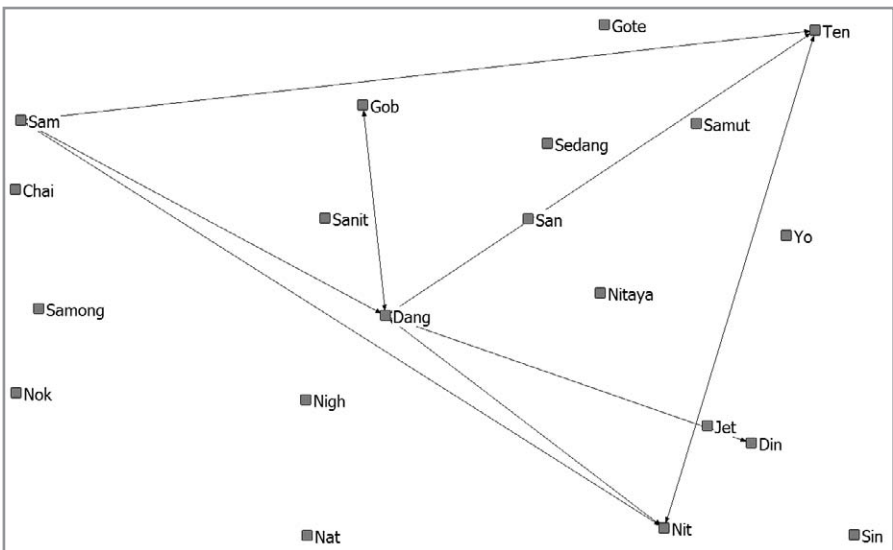 Gote
Ten
Gob
Sam
Samut
Sedang
Chai
Sanit
San
Yo
Nitaya
Samong
Dang
Nok
Nigh
Jet
Din
Nit
Nat
Sin